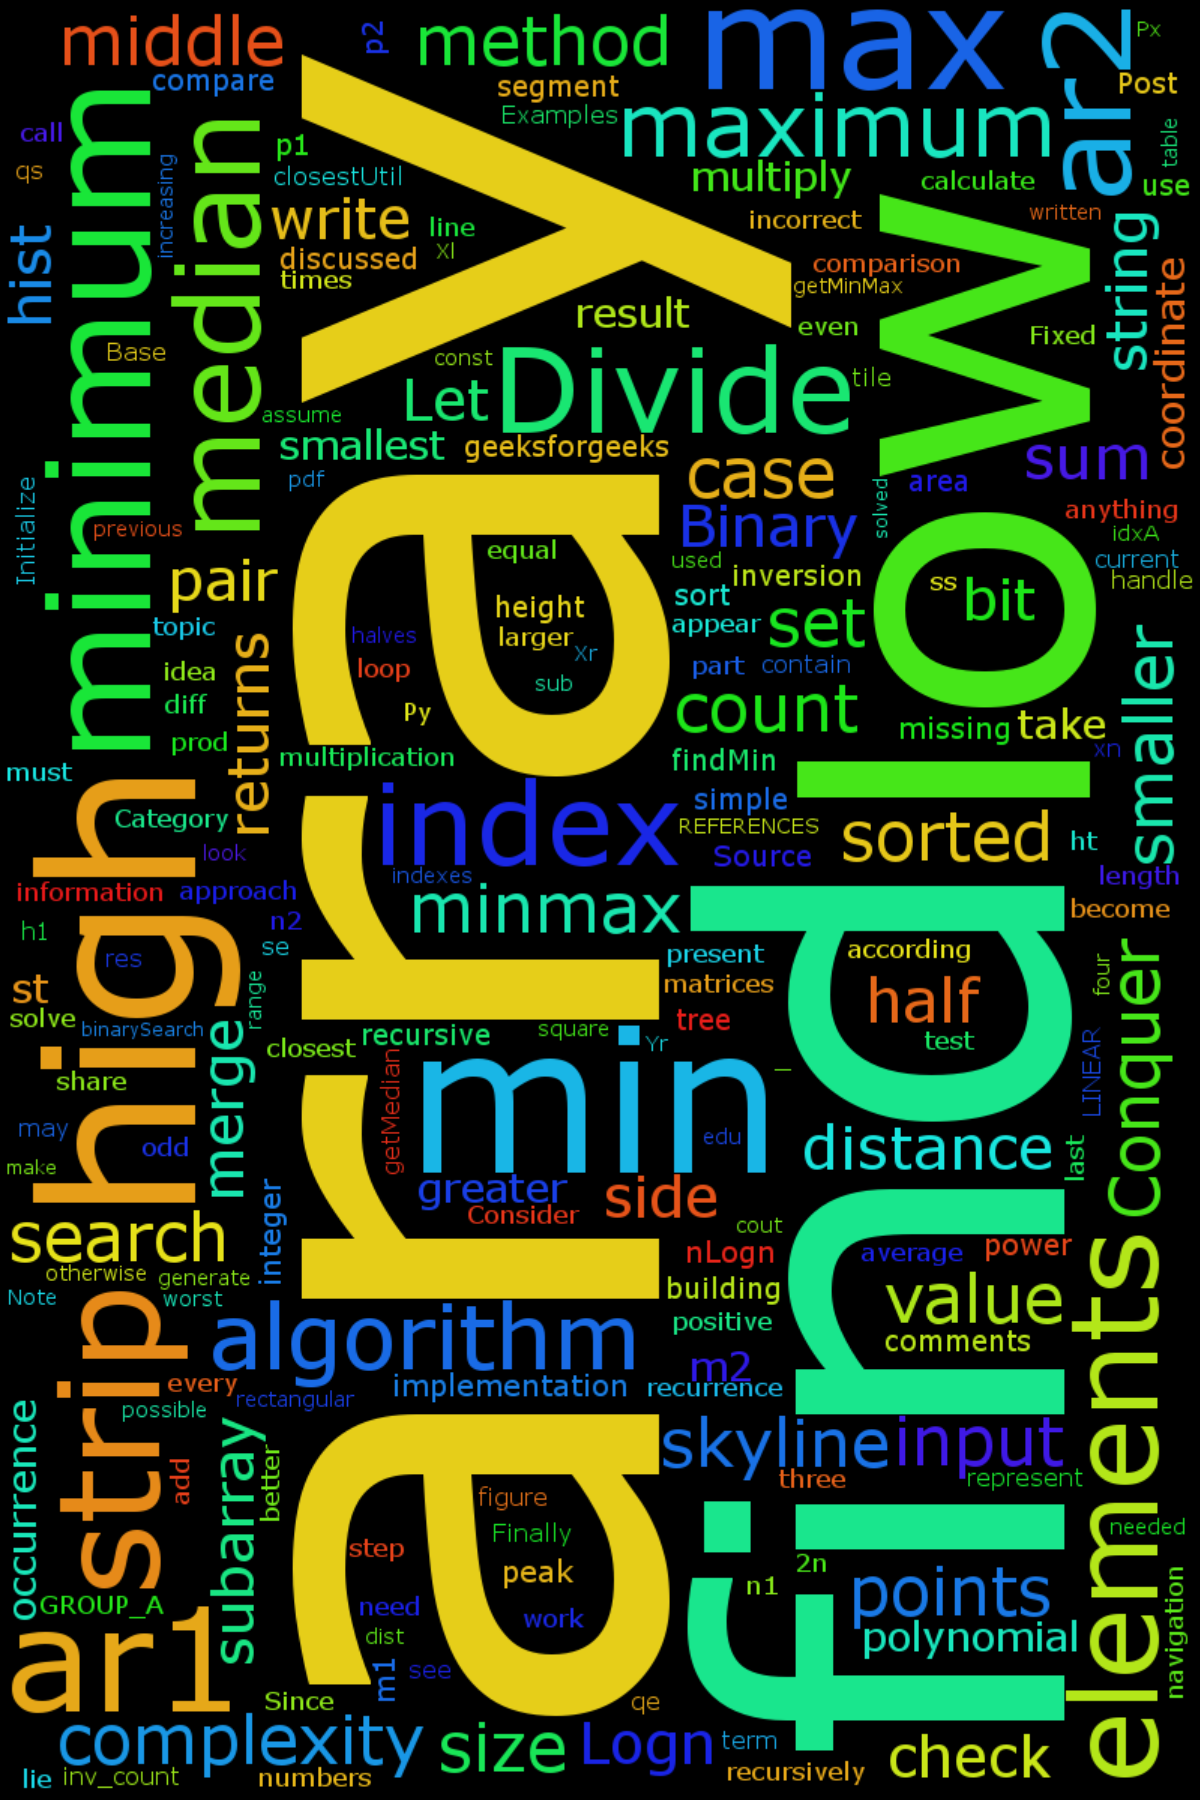 middle
p2
method
max
ar2
Px
compare
segment
Post
Examples
maximum
minimum
call
median
p1
table
qs
increasing
closestUtil
array
multiply
calculate
use
hist
write
line
incorrect
written
string
discussed
Xl
low
times
comparison
coordinate
getMinMax
result
even
Fixed
Base
const
Divide
tile
Let
assume
smallest
geeksforgeeks
case
sum
Initialize
pdf
solved
area
previous
Binary
anything
idxA
equal
used
current
pair
inversion
ss
bit
handle
height
sort
set
topic
halves
larger
appear
smaller
returns
Xr
idea
loop
sub
part
contain
diff
Py
count
missing
take
prod
multiplication
findMin
xn
must
high
index
simple
Category
REFERENCES
sorted
ht
look
Source
information
approach
indexes
find
length
minmax
become
h1
n2
res
se
present
according
conquer
st
range
matrices
half
four
solve
binarySearch
merge
recursive
square
tree
test
closest
Yr
LINEAR
share
getMedian
min
_
may
odd
edu
distance
last
make
integer
greater
side
search
Consider
cout
elements
otherwise
generate
nLogn
average
power
Note
worst
building
value
strip
algorithm
positive
comments
every
implementation
m2
recurrence
rectangular
occurrence
possible
subarray
skyline
input
add
better
three
represent
figure
Finally
needed
step
peak
2n
n1
points
navigation
GROUP_A
need
work
ar1
dist
polynomial
m1
see
Since
qe
complexity
size
Logn
term
check
lie
inv_count
numbers
recursively